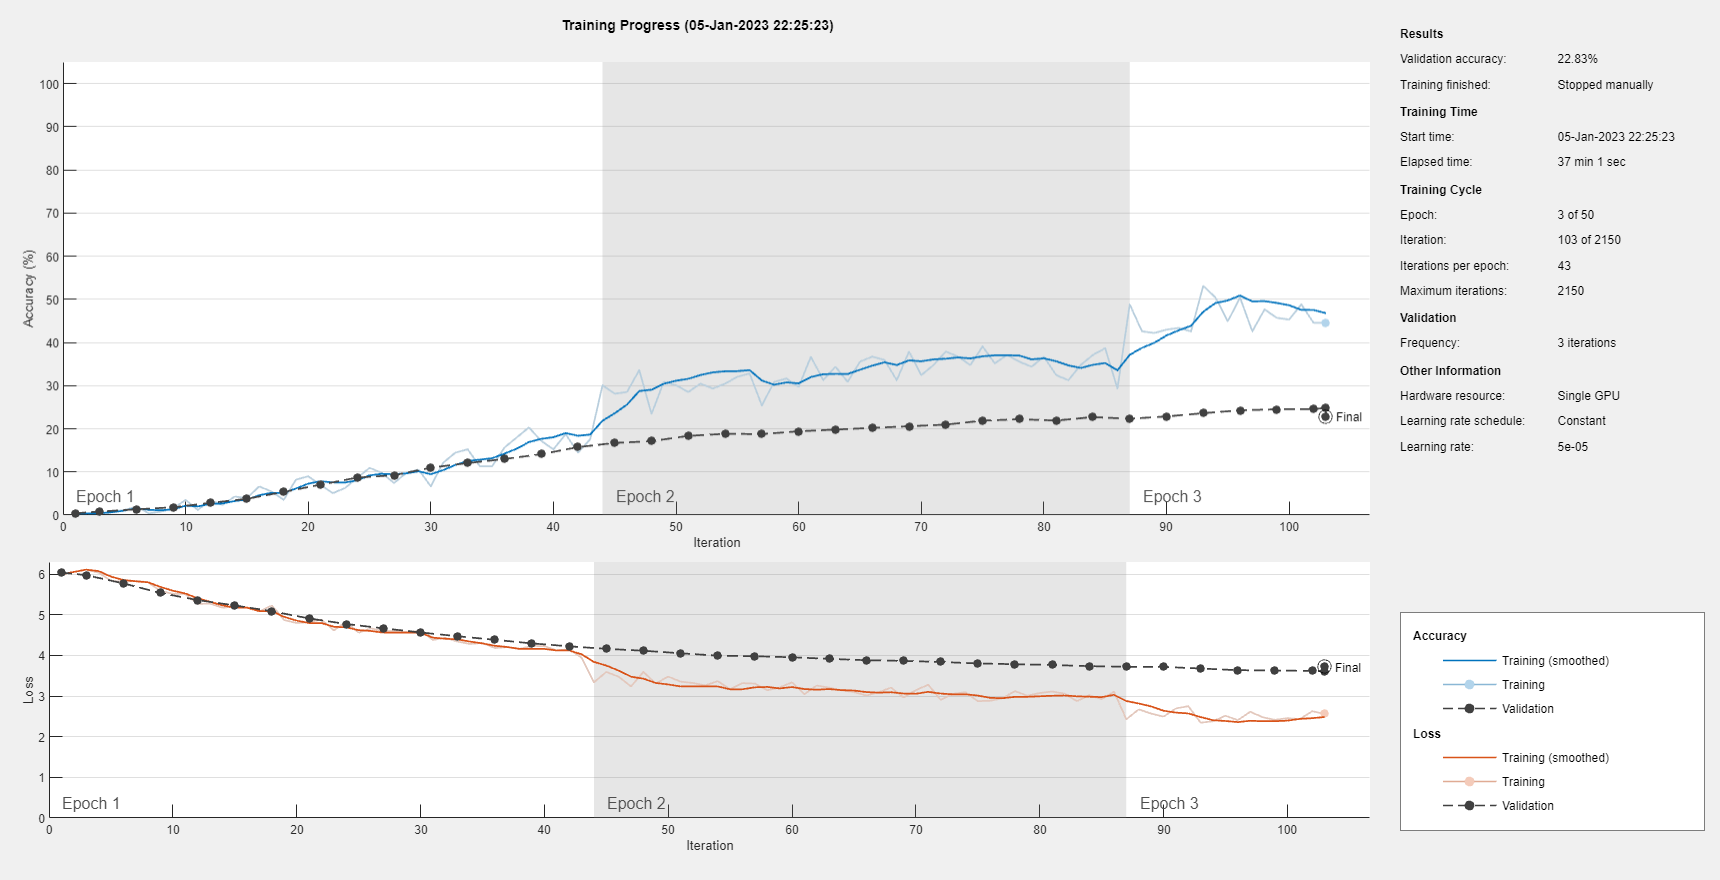 Training Progress (05-Jan-2023 22:25:23)
100
90
80
70
60
50
40
30
20
10
0
Accuracy (%)
Epoch 1
Epoch 2
Epoch 3
Final
0 10 20 30 40 50 60 70 80 90 100
Iteration
6
5
4
3
2
1
0
Loss
Epoch 1
Epoch 2
Epoch 3
Final
0 10 20 30 40 50 60 70 80 90 100
Iteration
Results
Validation accuracy: 22.83%
Training finished: Stopped manually
Training Time
Start time: 05-Jan-2023 22:25:23
Elapsed time: 37 min 1 sec
Training Cycle
Epoch: 3 of 50
Iteration: 103 of 2150
Iterations per epoch: 43
Maximum iterations: 2150
Validation
Frequency: 3 iterations
Other Information
Hardware resource: Single GPU
Learning rate schedule: Constant
Learning rate: 5e-05
Accuracy
Training (smoothed)
Training
Validation
Loss
Training (smoothed)
Training
Validation